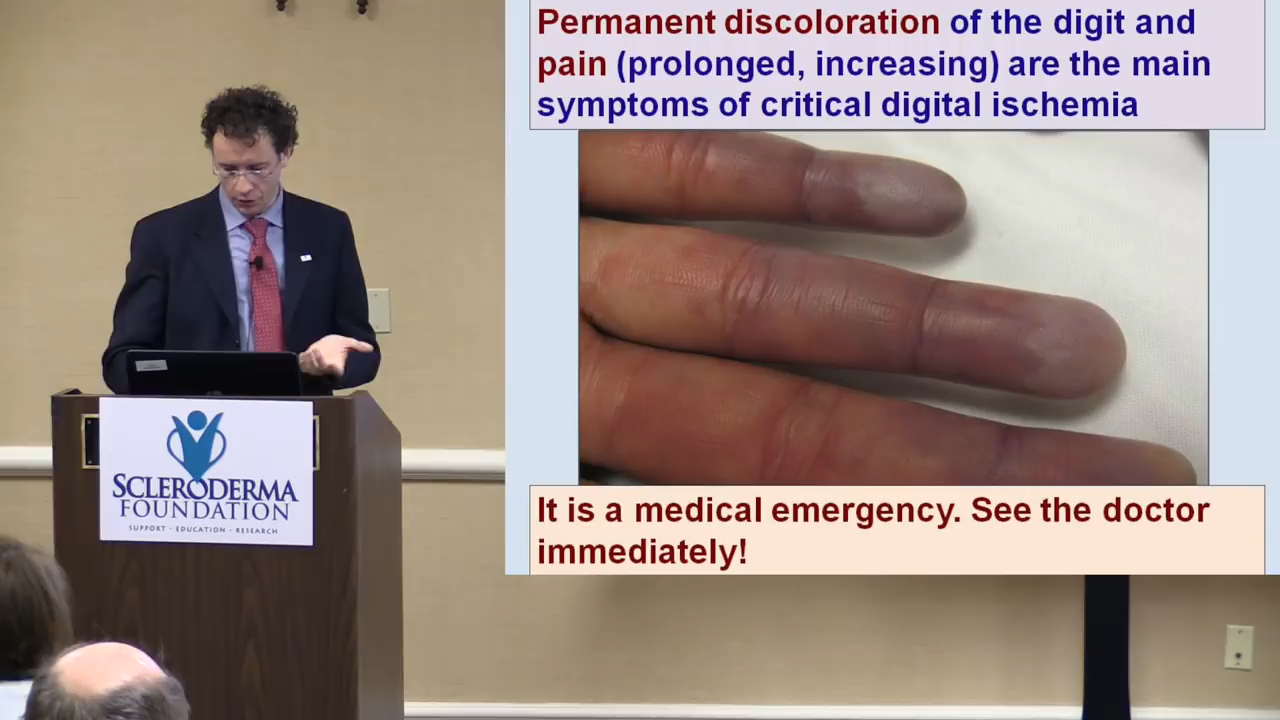 Permanent discoloration of the digit and
pain (prolonged, increasing) are the main
symptoms of critical digital ischemia
It is a medical emergency. See the doctor
immediately!
SCLERODERMA
FOUNDATION
SUPPORT · EDUCATION · RESEARCH